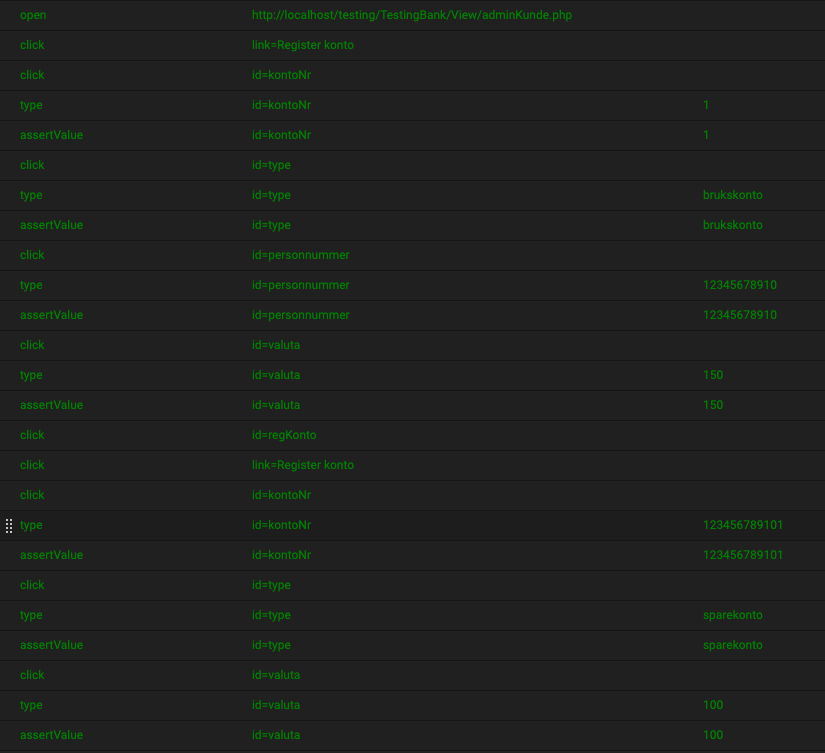 open http://localhost/testing/TestingBank/View/adminKunde.php
click link=Register konto
click id=kontoNr
type id=kontoNr 1
assertValue id=kontoNr 1
click id=type
type id=type brukskonto
assertValue id=type brukskonto
click id=personnummer
type id=personnummer 12345678910
assertValue id=personnummer 12345678910
click id=valuta
type id=valuta 150
assertValue id=valuta 150
click id=regKonto
click link=Register konto
click id=kontoNr
type id=kontoNr 123456789101
assertValue id=kontoNr 123456789101
click id=type
type id=type sparekonto
assertValue id=type sparekonto
click id=valuta
type id=valuta 100
assertValue id=valuta 100